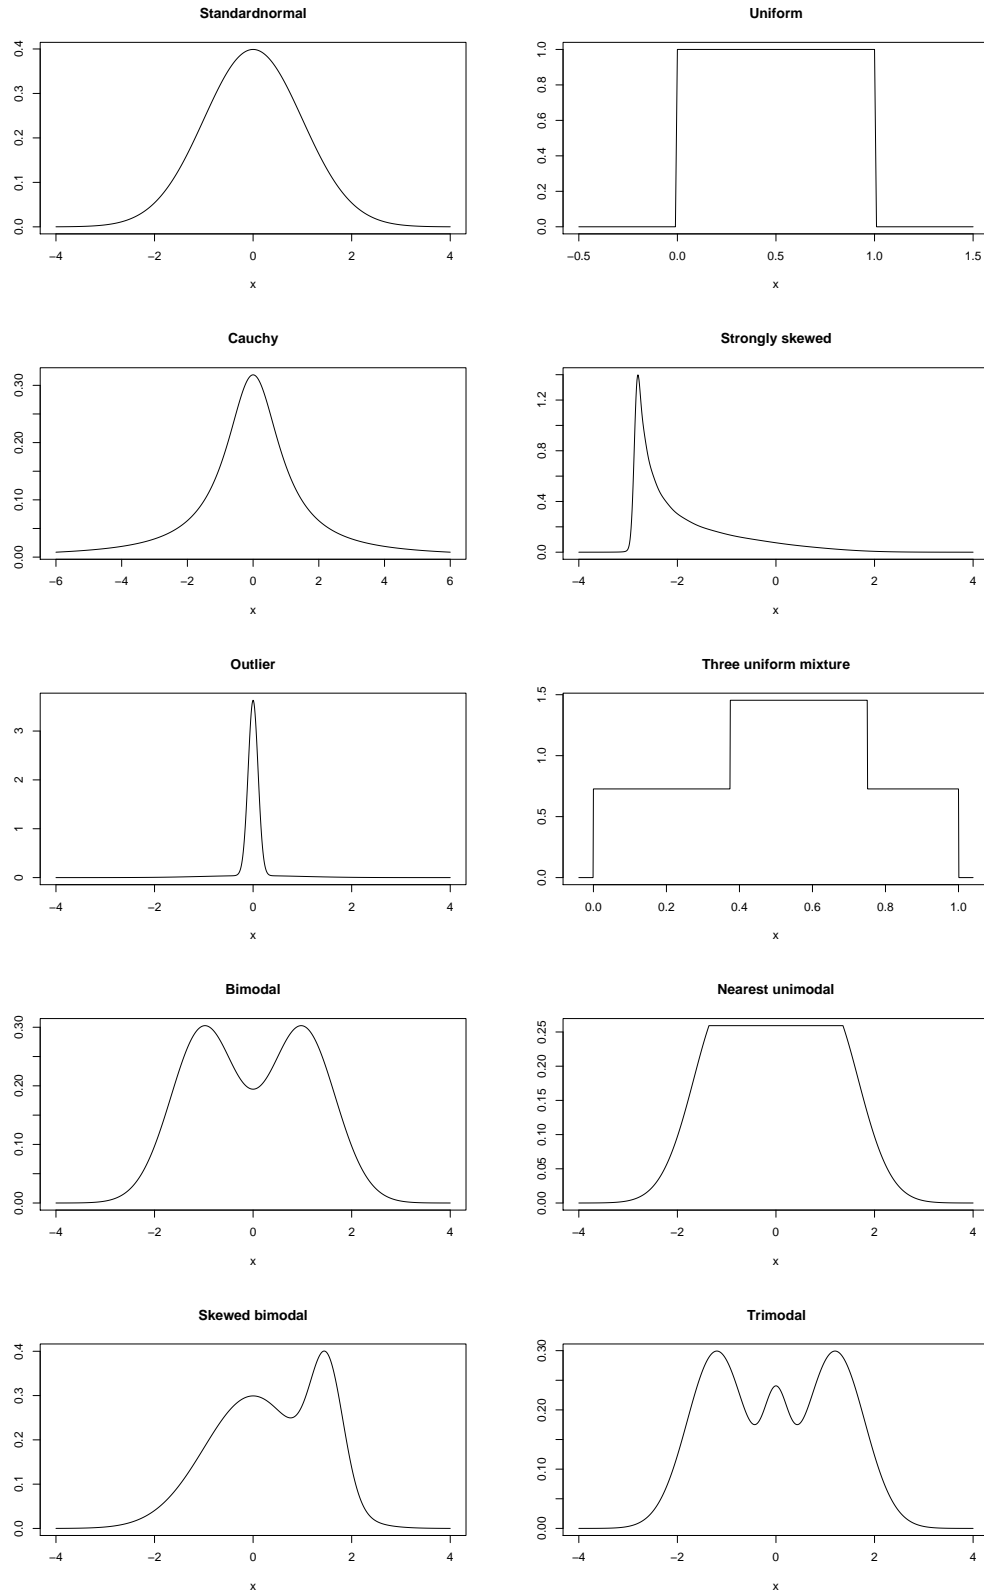 Standardnormal
0.0 0.1 0.2 0.3 0.4
−4 −2 0 2 4
x
Uniform
0.0 0.2 0.4 0.6 0.8 1.0
−0.5 0.0 0.5 1.0 1.5
x
Cauchy
0.00 0.10 0.20 0.30
−6 −4 −2 0 2 4 6
x
Strongly skewed
0.0 0.4 0.8 1.2
−4 −2 0 2 4
x
Outlier
0 1 2 3
−4 −2 0 2 4
x
Three uniform mixture
0.0 0.5 1.0 1.5
0.0 0.2 0.4 0.6 0.8 1.0
x
Bimodal
0.00 0.10 0.20 0.30
−4 −2 0 2 4
x
Nearest unimodal
0.00 0.05 0.10 0.15 0.20 0.25
−4 −2 0 2 4
x
Skewed bimodal
0.0 0.1 0.2 0.3 0.4
−4 −2 0 2 4
x
Trimodal
0.00 0.10 0.20 0.30
−4 −2 0 2 4
x